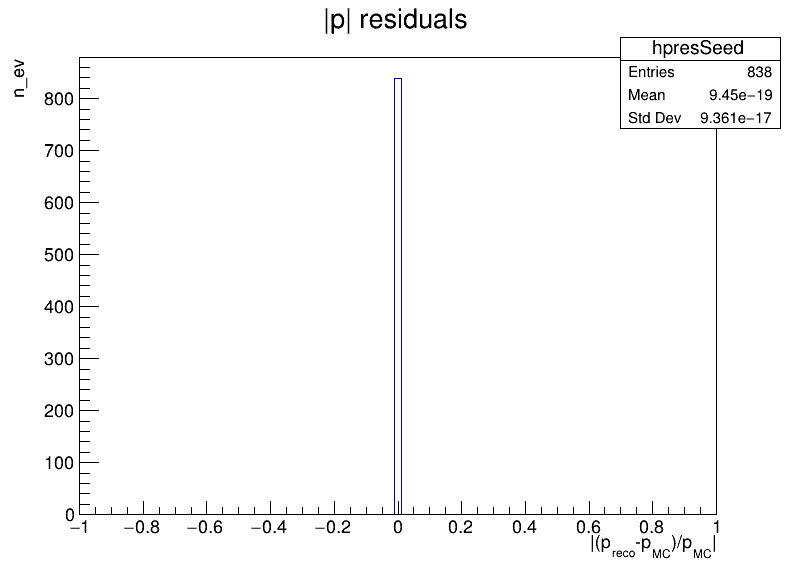 |p| residuals
n_ev
hpresSeed
Entries 838
Mean 9.45e−19
Std Dev 9.361e−17
800
700
600
500
400
300
200
100
0
−1 −0.8 −0.6 −0.4 −0.2 0 0.2 0.4 0.6 0.8 1
|(p_reco-p_MC)/p_MC|